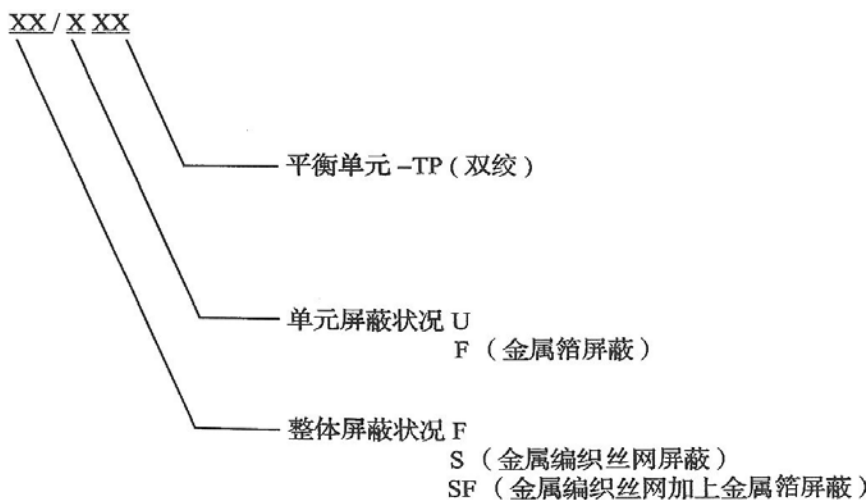 XX/X XX
平衡单元 –TP（双绞）
单元屏蔽状况 U
F （金属箔屏蔽）
整体屏蔽状况 F
S （金属编织丝网屏蔽）
SF （金属编织丝网加上金属箔屏蔽）